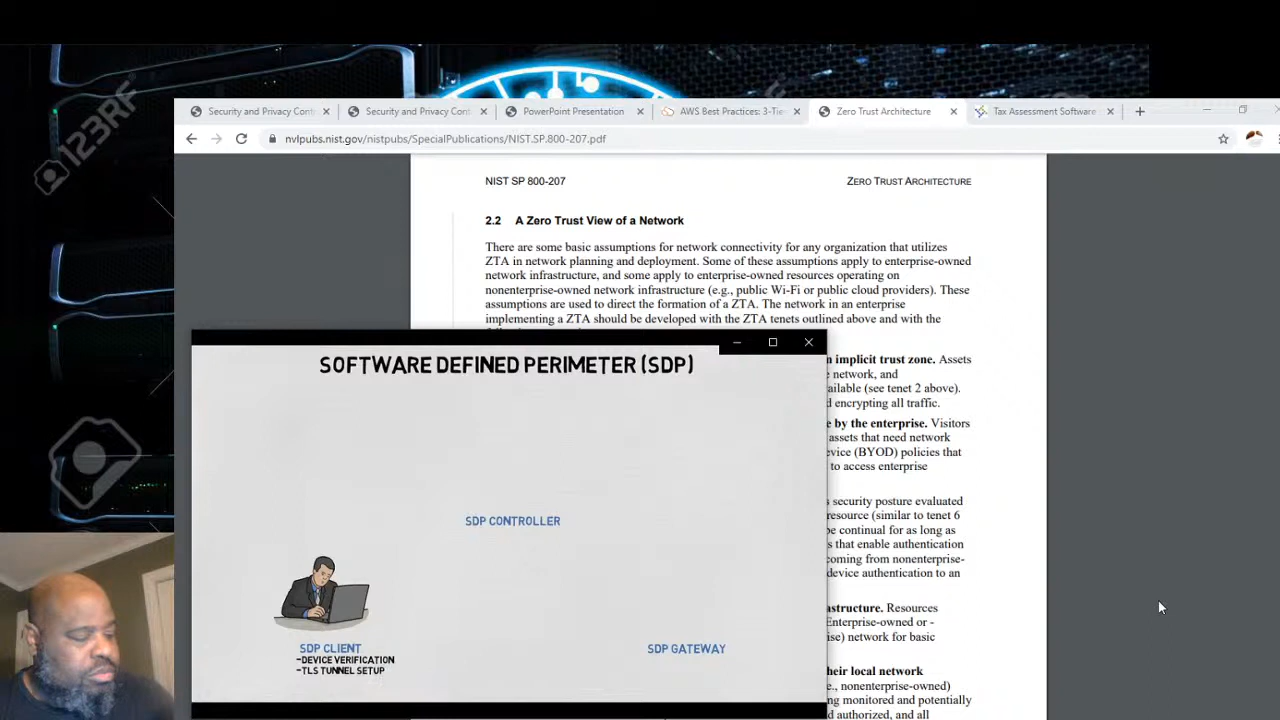 123RF
Security and Privacy Cont
Security and Privacy Cont
PowerPoint Presentation
AWS Best Practices: 3-Tie
Zero Trust Architecture
Tax Assessment Software
nvlpubs.nist.gov/nistpubs/SpecialPublications/NIST.SP.800-207.pdf
NIST SP 800-207 ZERO TRUST ARCHITECTURE
2.2 A Zero Trust View of a Network
There are some basic assumptions for network connectivity for any organization that utilizes
ZTA in network planning and deployment. Some of these assumptions apply to enterprise-owned
network infrastructure, and some apply to enterprise-owned resources operating on
nonenterprise-owned network infrastructure (e.g., public Wi-Fi or public cloud providers). These
assumptions are used to direct the formation of a ZTA. The network in an enterprise
implementing a ZTA should be developed with the ZTA tenets outlined above and with the
n implicit trust zone. Assets
e network, and
ailable (see tenet 2 above).
d encrypting all traffic.
e by the enterprise. Visitors
assets that need network
evice (BYOD) policies that
to access enterprise
s security posture evaluated
resource (similar to tenet 6
be continual for as long as
s that enable authentication
coming from nonenterprise-
device authentication to an
astructure. Resources
Enterprise-owned or -
ise) network for basic
heir local network
e., nonenterprise-owned)
ng monitored and potentially
d authorized, and all
SOFTWARE DEFINED PERIMETER (SDP)
SDP CONTROLLER
SDP CLIENT
-DEVICE VERIFICATION
-TLS TUNNEL SETUP
SDP GATEWAY